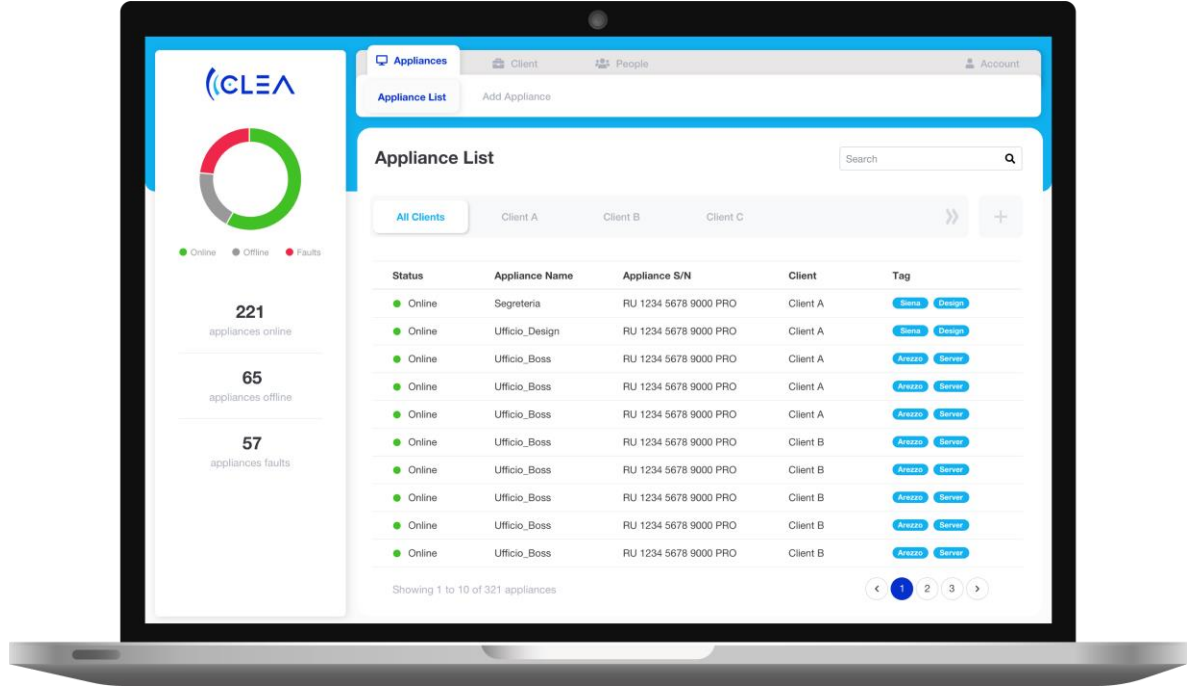 CLEA
Online Offline Faults
221
appliances online
65
appliances offline
57
appliances faults
Appliances Client People Account
Appliance List Add Appliance
Appliance List Search
All Clients Client A Client B Client C
Status Appliance Name Appliance S/N Client Tag
Online Segreteria RU 1234 5678 9000 PRO Client A Siena Design
Online Ufficio_Design RU 1234 5678 9000 PRO Client A Siena Design
Online Ufficio_Boss RU 1234 5678 9000 PRO Client A Arezzo Server
Online Ufficio_Boss RU 1234 5678 9000 PRO Client A Arezzo Server
Online Ufficio_Boss RU 1234 5678 9000 PRO Client A Arezzo Server
Online Ufficio_Boss RU 1234 5678 9000 PRO Client B Arezzo Server
Online Ufficio_Boss RU 1234 5678 9000 PRO Client B Arezzo Server
Online Ufficio_Boss RU 1234 5678 9000 PRO Client B Arezzo Server
Online Ufficio_Boss RU 1234 5678 9000 PRO Client B Arezzo Server
Online Ufficio_Boss RU 1234 5678 9000 PRO Client B Arezzo Server
Showing 1 to 10 of 321 appliances
1 2 3